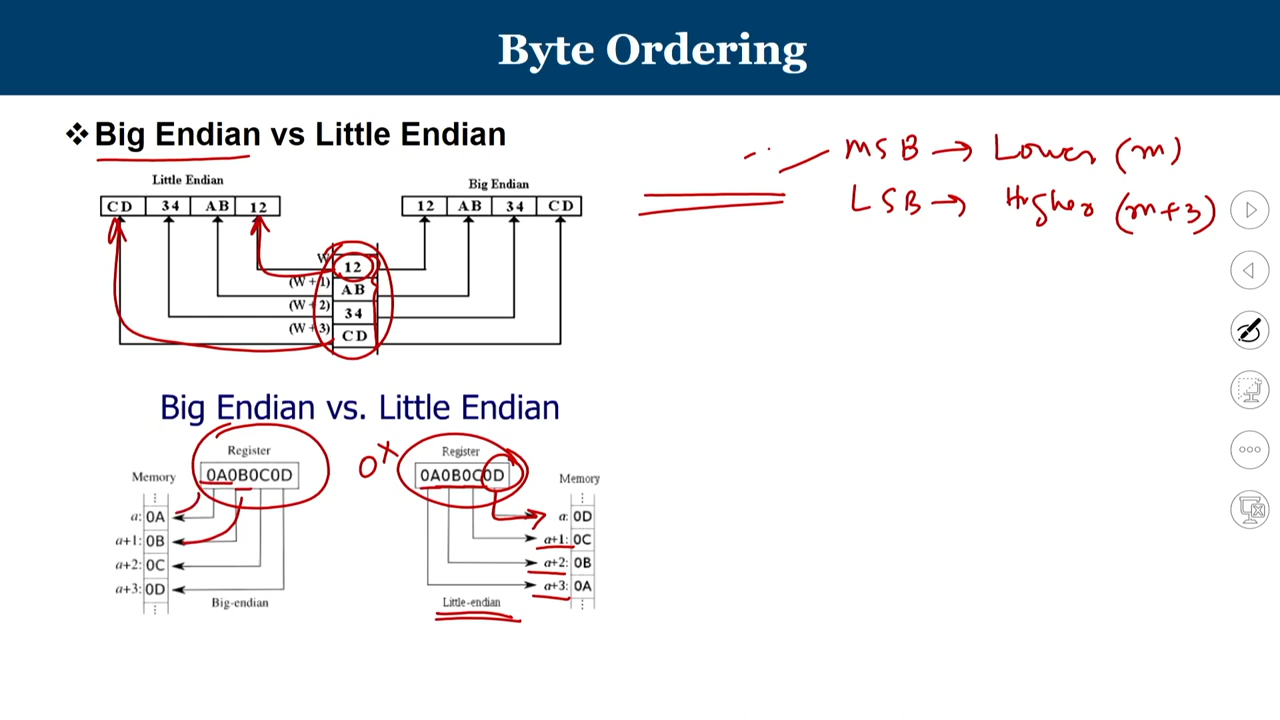 Byte Ordering
❖ Big Endian vs Little Endian
MSB → Lower (m)
LSB → Higher (m+3)
Little Endian
CD 34 AB 12
Big Endian
12 AB 34 CD
W 12
(W + 1) AB
(W + 2) 34
(W + 3) CD
Big Endian vs. Little Endian
Register
0A0B0C0D
Memory
a: 0A
a+1: 0B
a+2: 0C
a+3: 0D
Big-endian
0x
Register
0A0B0C0D
Memory
a: 0D
a+1: 0C
a+2: 0B
a+3: 0A
Little-endian